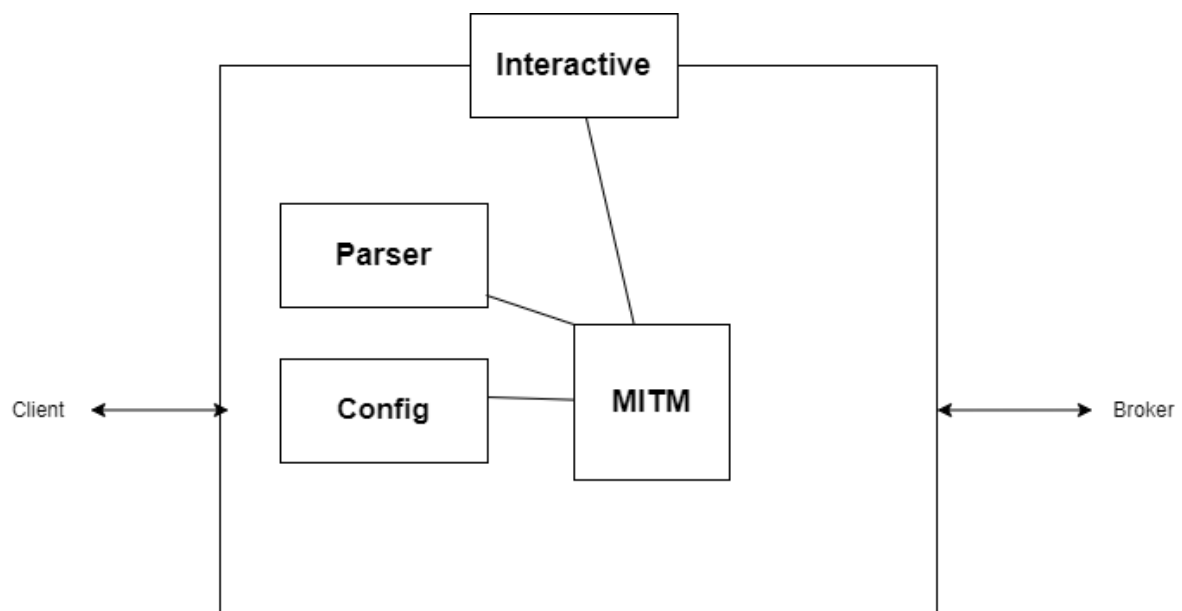 Interactive
Parser
Config
MITM
Client
Broker